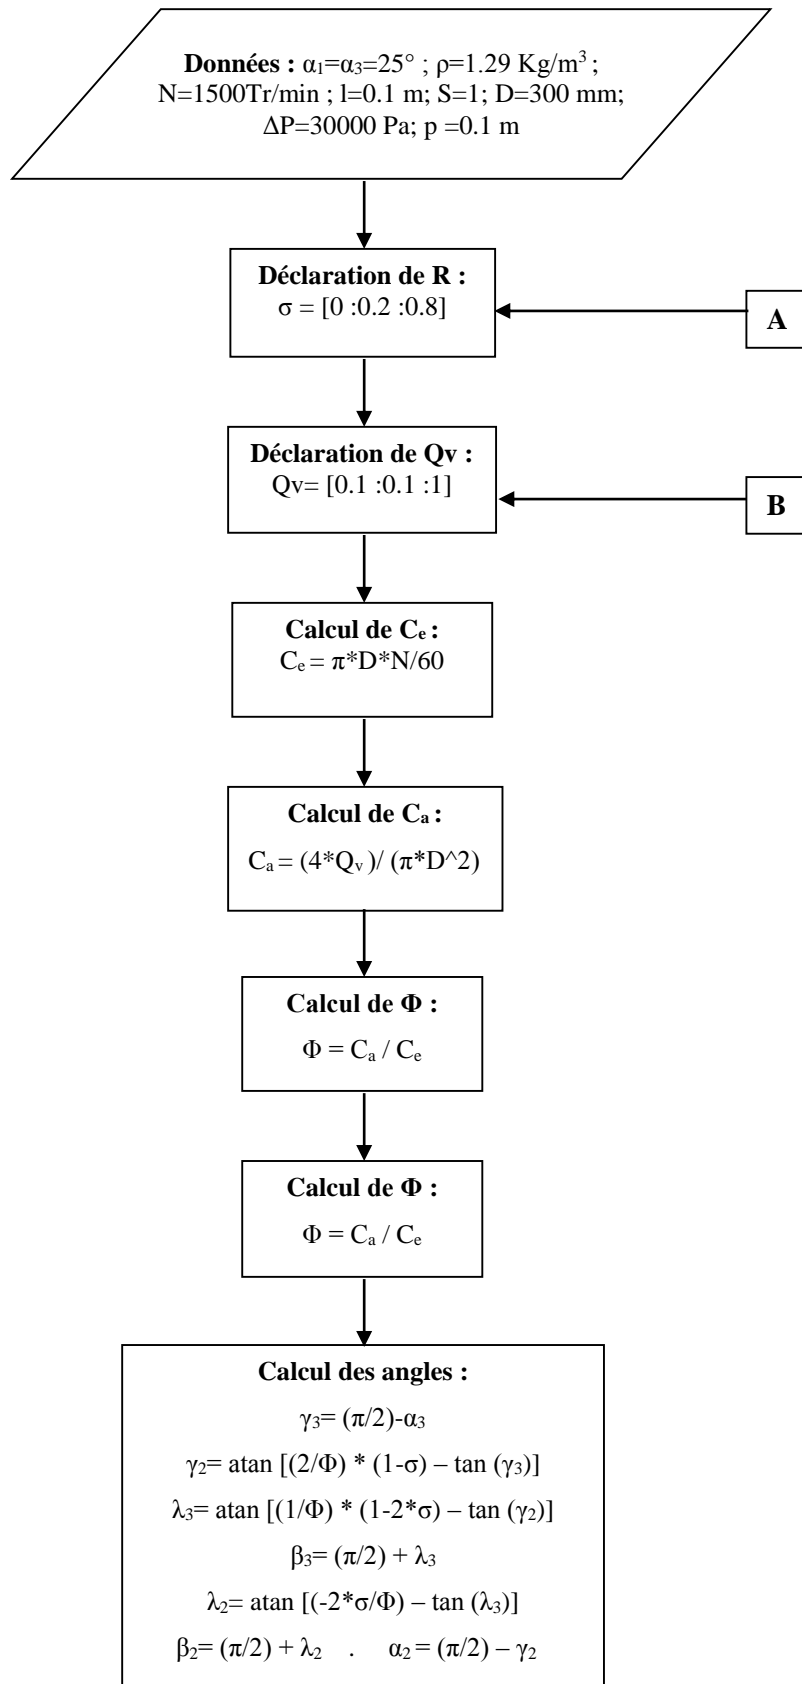 Données : α₁=α₃=25° ; ρ=1.29 Kg/m³ ;
N=1500Tr/min ; l=0.1 m; S=1; D=300 mm;
ΔP=30000 Pa; p =0.1 m
Déclaration de R :
σ = [0 :0.2 :0.8]
A
Déclaration de Qv :
Qv= [0.1 :0.1 :1]
B
Calcul de Cₑ :
Cₑ = π*D*N/60
Calcul de Cₐ :
Cₐ = (4*Qᵥ )/ (π*D^2)
Calcul de Φ :
Φ = Cₐ / Cₑ
Calcul de Φ :
Φ = Cₐ / Cₑ
Calcul des angles :
γ₃= (π/2)-α₃
γ₂= atan [(2/Φ) * (1-σ) – tan (γ₃)]
λ₃= atan [(1/Φ) * (1-2*σ) – tan (γ₂)]
β₃= (π/2) + λ₃
λ₂= atan [(-2*σ/Φ) – tan (λ₃)]
β₂= (π/2) + λ₂ . α₂ = (π/2) – γ₂